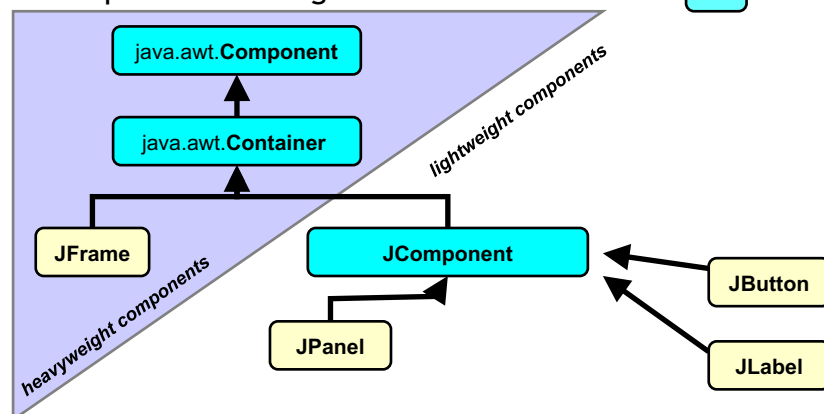 java.awt.Component
lightweight components
java.awt.Container
JFrame
JComponent
JButton
heavyweight components
JPanel
JLabel